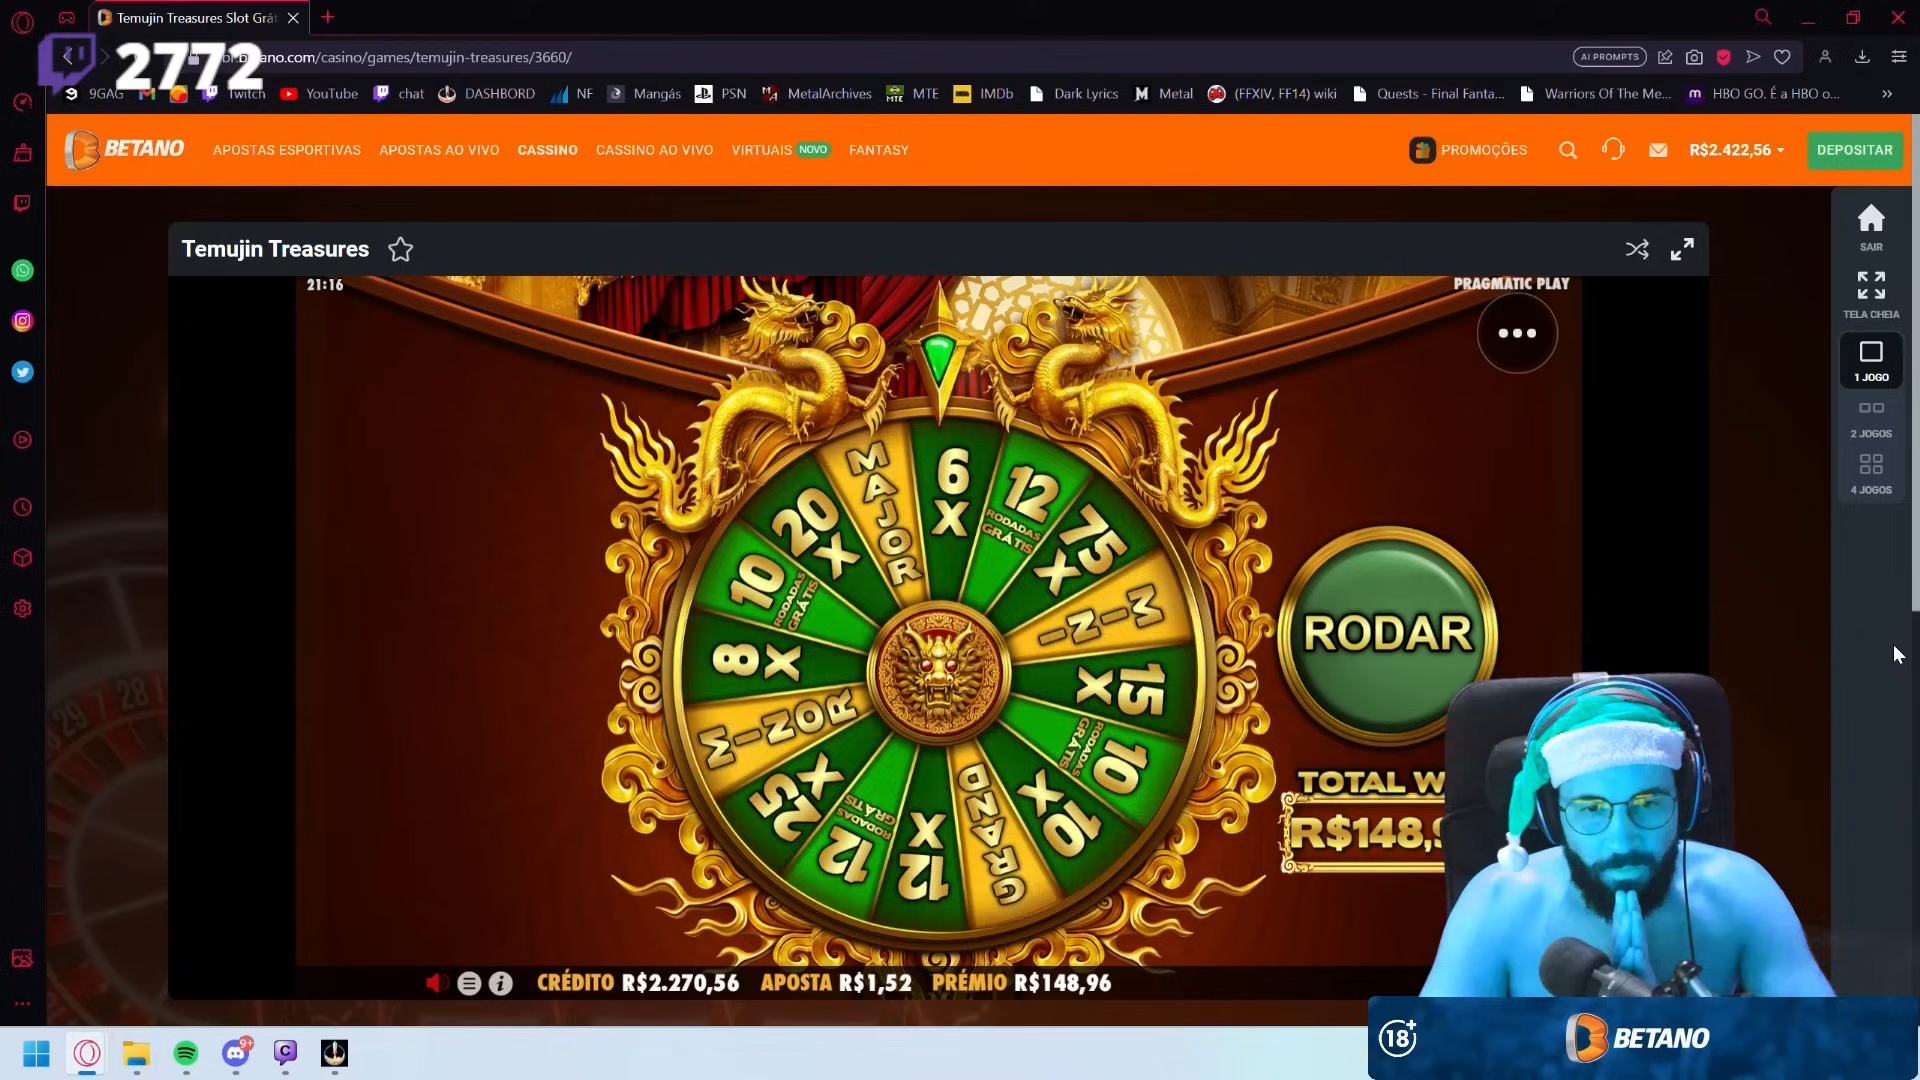 Temujin Treasures Slot Grá
2772
ano.com/casino/games/temujin-treasures/3660/
AI PROMPTS
9GAG
Twitch
YouTube
chat
DASHBORD
NF
Mangás
PSN
MetalArchives
MTE
IMDb
Dark Lyrics
Metal
(FFXIV, FF14) wiki
Quests - Final Fanta...
Warriors Of The Me...
HBO GO. É a HBO o...
BETANO
APOSTAS ESPORTIVAS
APOSTAS AO VIVO
CASSINO
CASSINO AO VIVO
VIRTUAIS NOVO
FANTASY
PROMOÇÕES
R$2.422,56
DEPOSITAR
Temujin Treasures
SAIR
TELA CHEIA
1 JOGO
2 JOGOS
4 JOGOS
21:16
PRAGMATIC PLAY
MAJOR
6X
12 RODADAS GRÁTIS
75X
MINI
15X
10 RODADAS GRÁTIS
10X
GRAND
12X
12 RODADAS GRÁTIS
25X
MINOR
8X
10 RODADAS GRÁTIS
20X
RODAR
TOTAL W
R$148,9
CRÉDITO R$2.270,56 APOSTA R$1,52 PRÉMIO R$148,96
18+
BETANO
9+